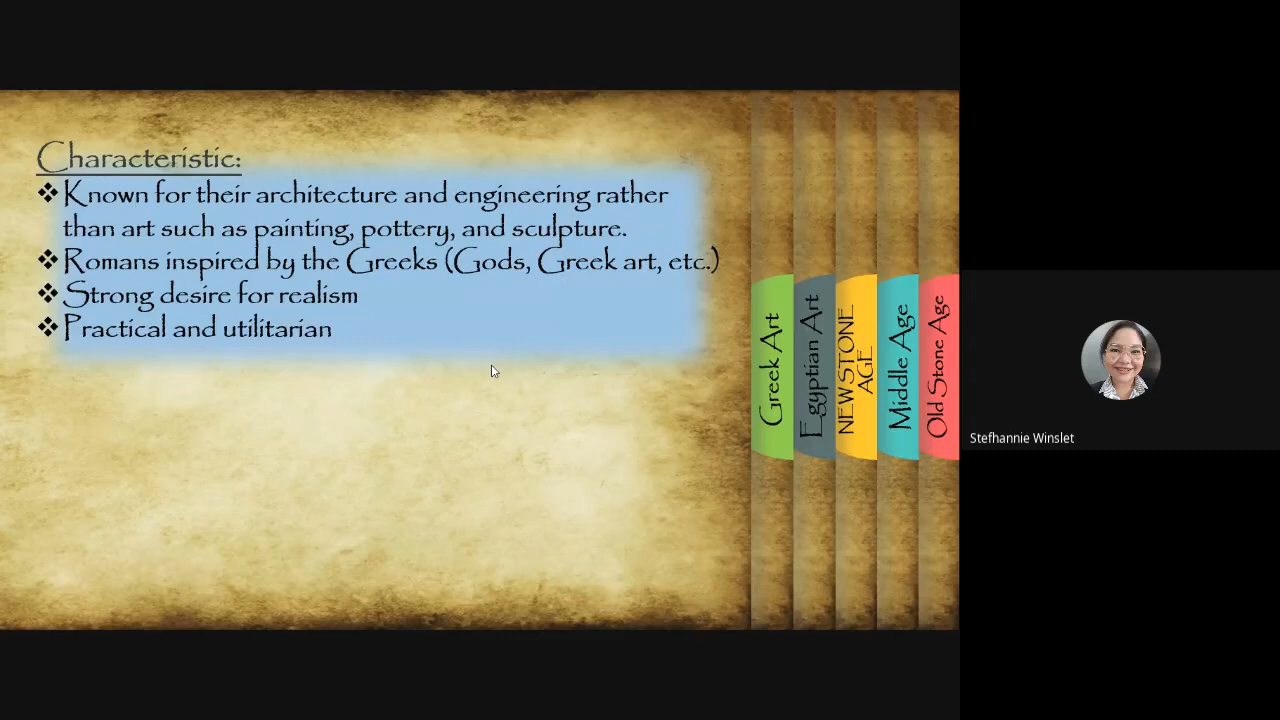 Characteristic:
❖Known for their architecture and engineering rather
than art such as painting, pottery, and sculpture.
❖Romans inspired by the Greeks (Gods, Greek art, etc.)
❖Strong desire for realism
❖Practical and utilitarian
Greek Art
Egyptian Art
NEW STONE
AGE
Middle Age
Old Stone Age
Stefhannie Winslet